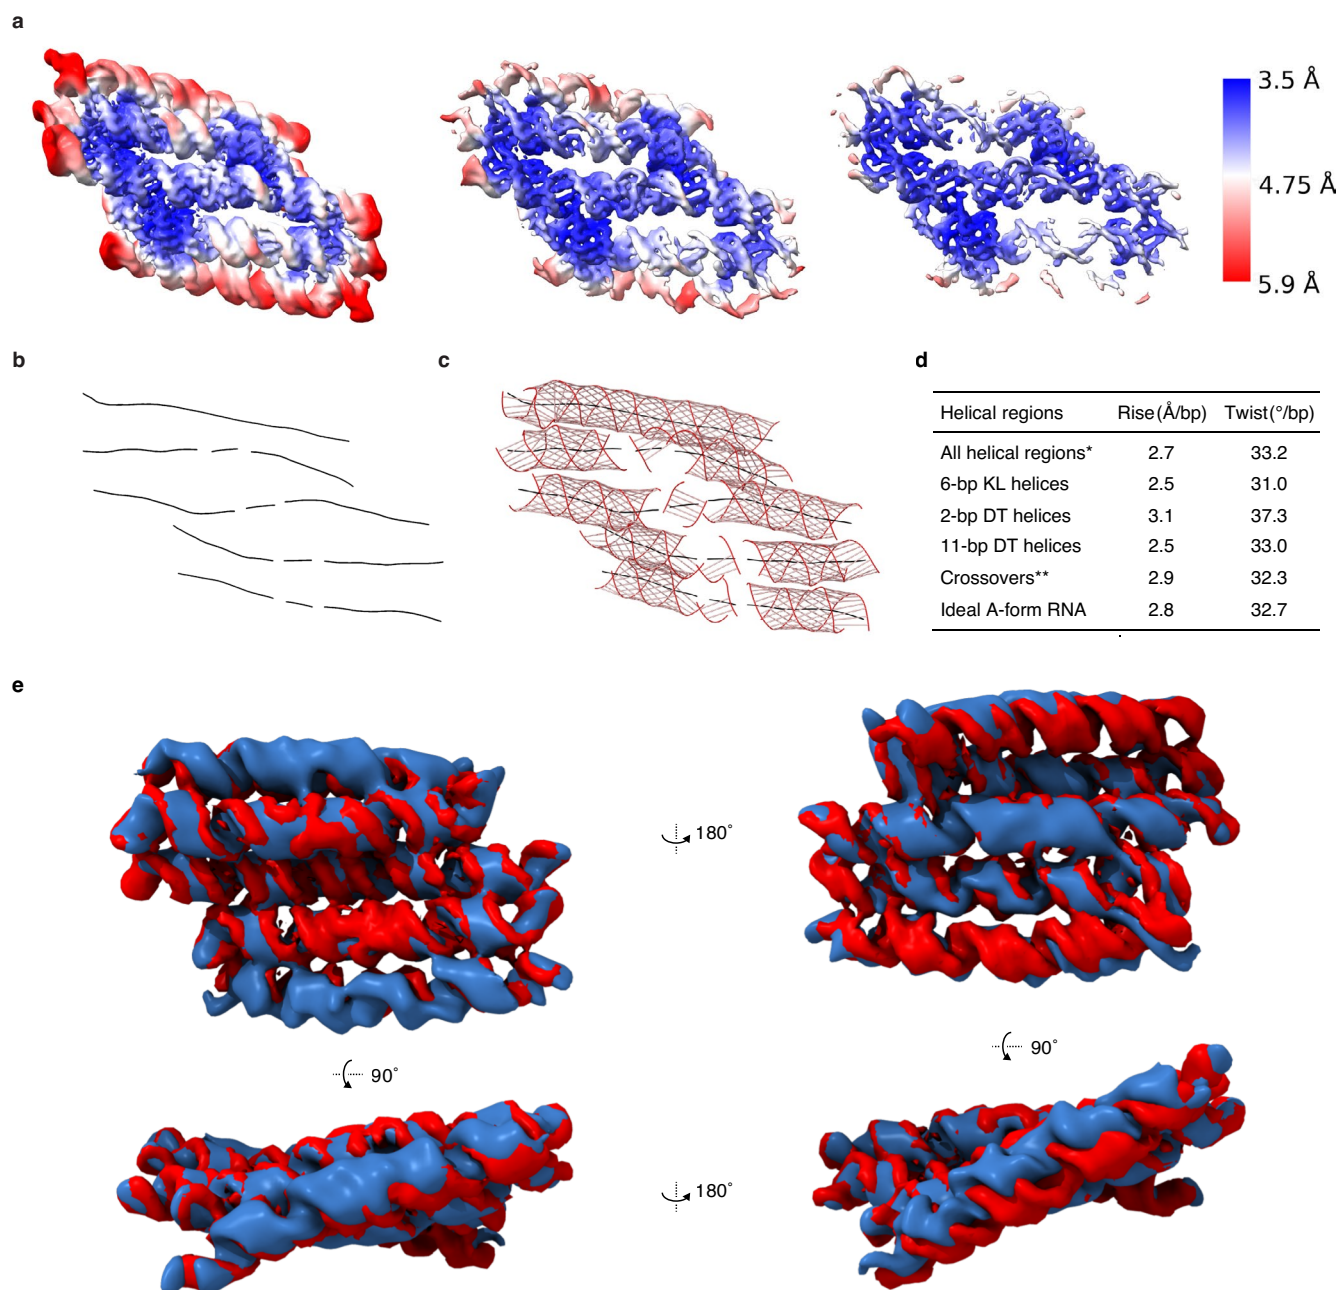 a
3.5 Å
4.75 Å
5.9 Å
b
c
d
Helical regions Rise (Å/bp) Twist (°/bp)
All helical regions* 2.7 33.2
6-bp KL helices 2.5 31.0
2-bp DT helices 3.1 37.3
11-bp DT helices 2.5 33.0
Crossovers** 2.9 32.3
Ideal A-form RNA 2.8 32.7
e
180°
90°
90°
180°